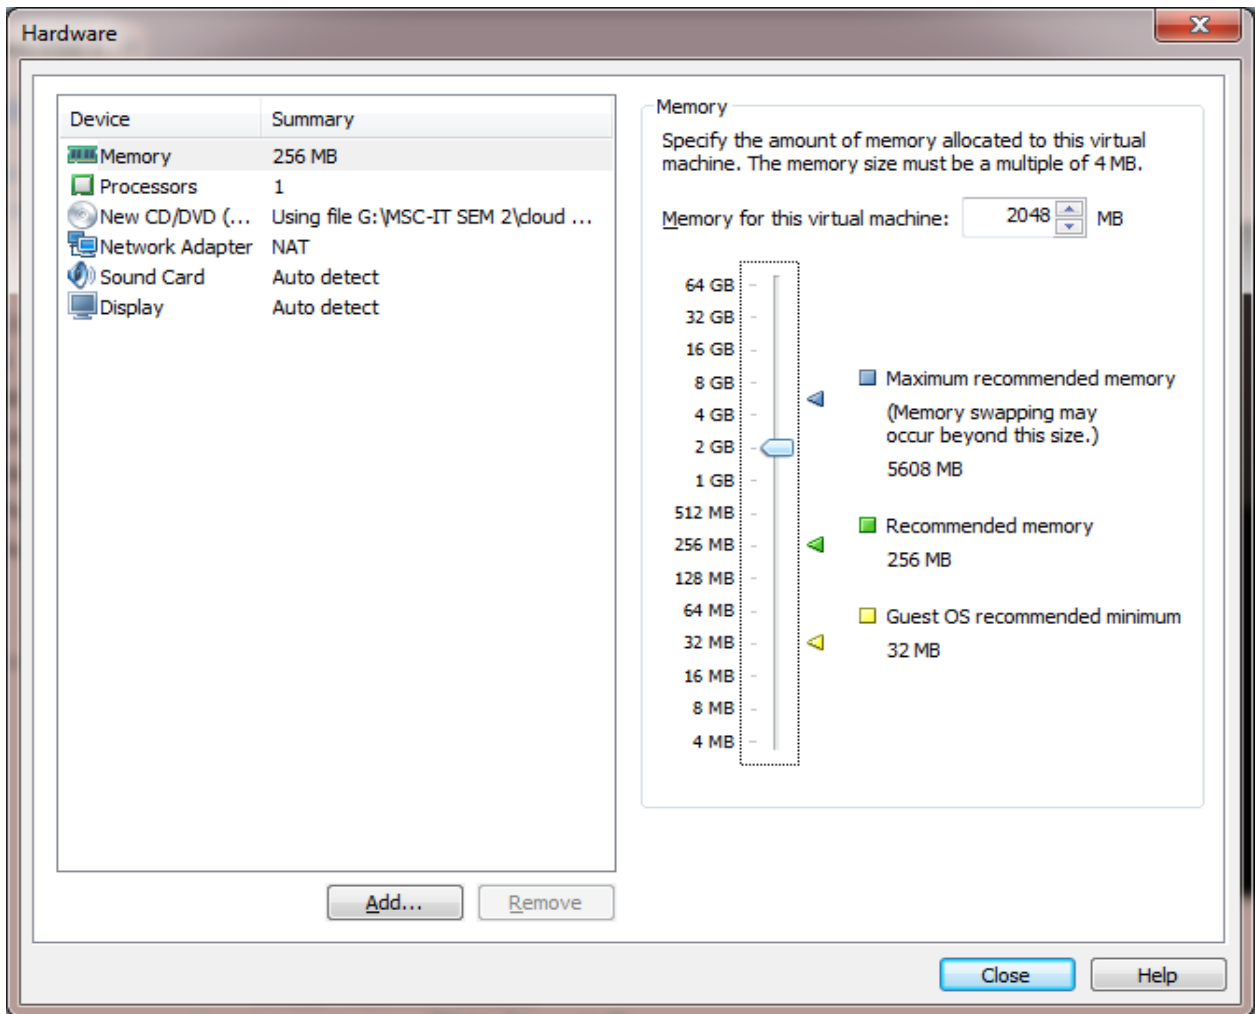 Hardware
Device Summary
Memory 256 MB
Processors 1
New CD/DVD (... Using file G:\MSC-IT SEM 2\cloud ...
Network Adapter NAT
Sound Card Auto detect
Display Auto detect
Add... Remove
Memory
Specify the amount of memory allocated to this virtual
machine. The memory size must be a multiple of 4 MB.
Memory for this virtual machine: 2048 MB
64 GB
32 GB
16 GB
8 GB
4 GB
2 GB
1 GB
512 MB
256 MB
128 MB
64 MB
32 MB
16 MB
8 MB
4 MB
Maximum recommended memory
(Memory swapping may
occur beyond this size.)
5608 MB
Recommended memory
256 MB
Guest OS recommended minimum
32 MB
Close Help